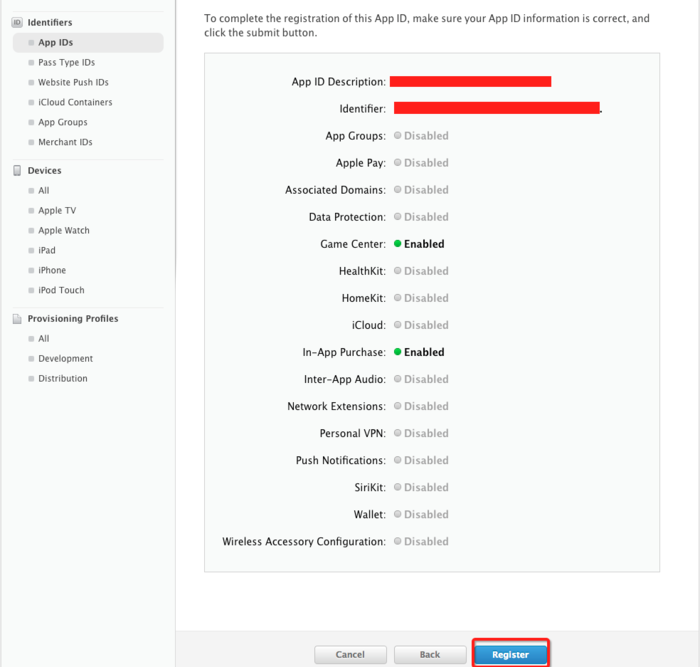 ID Identifiers
App IDs
Pass Type IDs
Website Push IDs
iCloud Containers
App Groups
Merchant IDs
Devices
All
Apple TV
Apple Watch
iPad
iPhone
iPod Touch
Provisioning Profiles
All
Development
Distribution
To complete the registration of this App ID, make sure your App ID information is correct, and
click the submit button.
App ID Description:
Identifier:
App Groups: Disabled
Apple Pay: Disabled
Associated Domains: Disabled
Data Protection: Disabled
Game Center: Enabled
HealthKit: Disabled
HomeKit: Disabled
iCloud: Disabled
In-App Purchase: Enabled
Inter-App Audio: Disabled
Network Extensions: Disabled
Personal VPN: Disabled
Push Notifications: Disabled
SiriKit: Disabled
Wallet: Disabled
Wireless Accessory Configuration: Disabled
Cancel Back Register